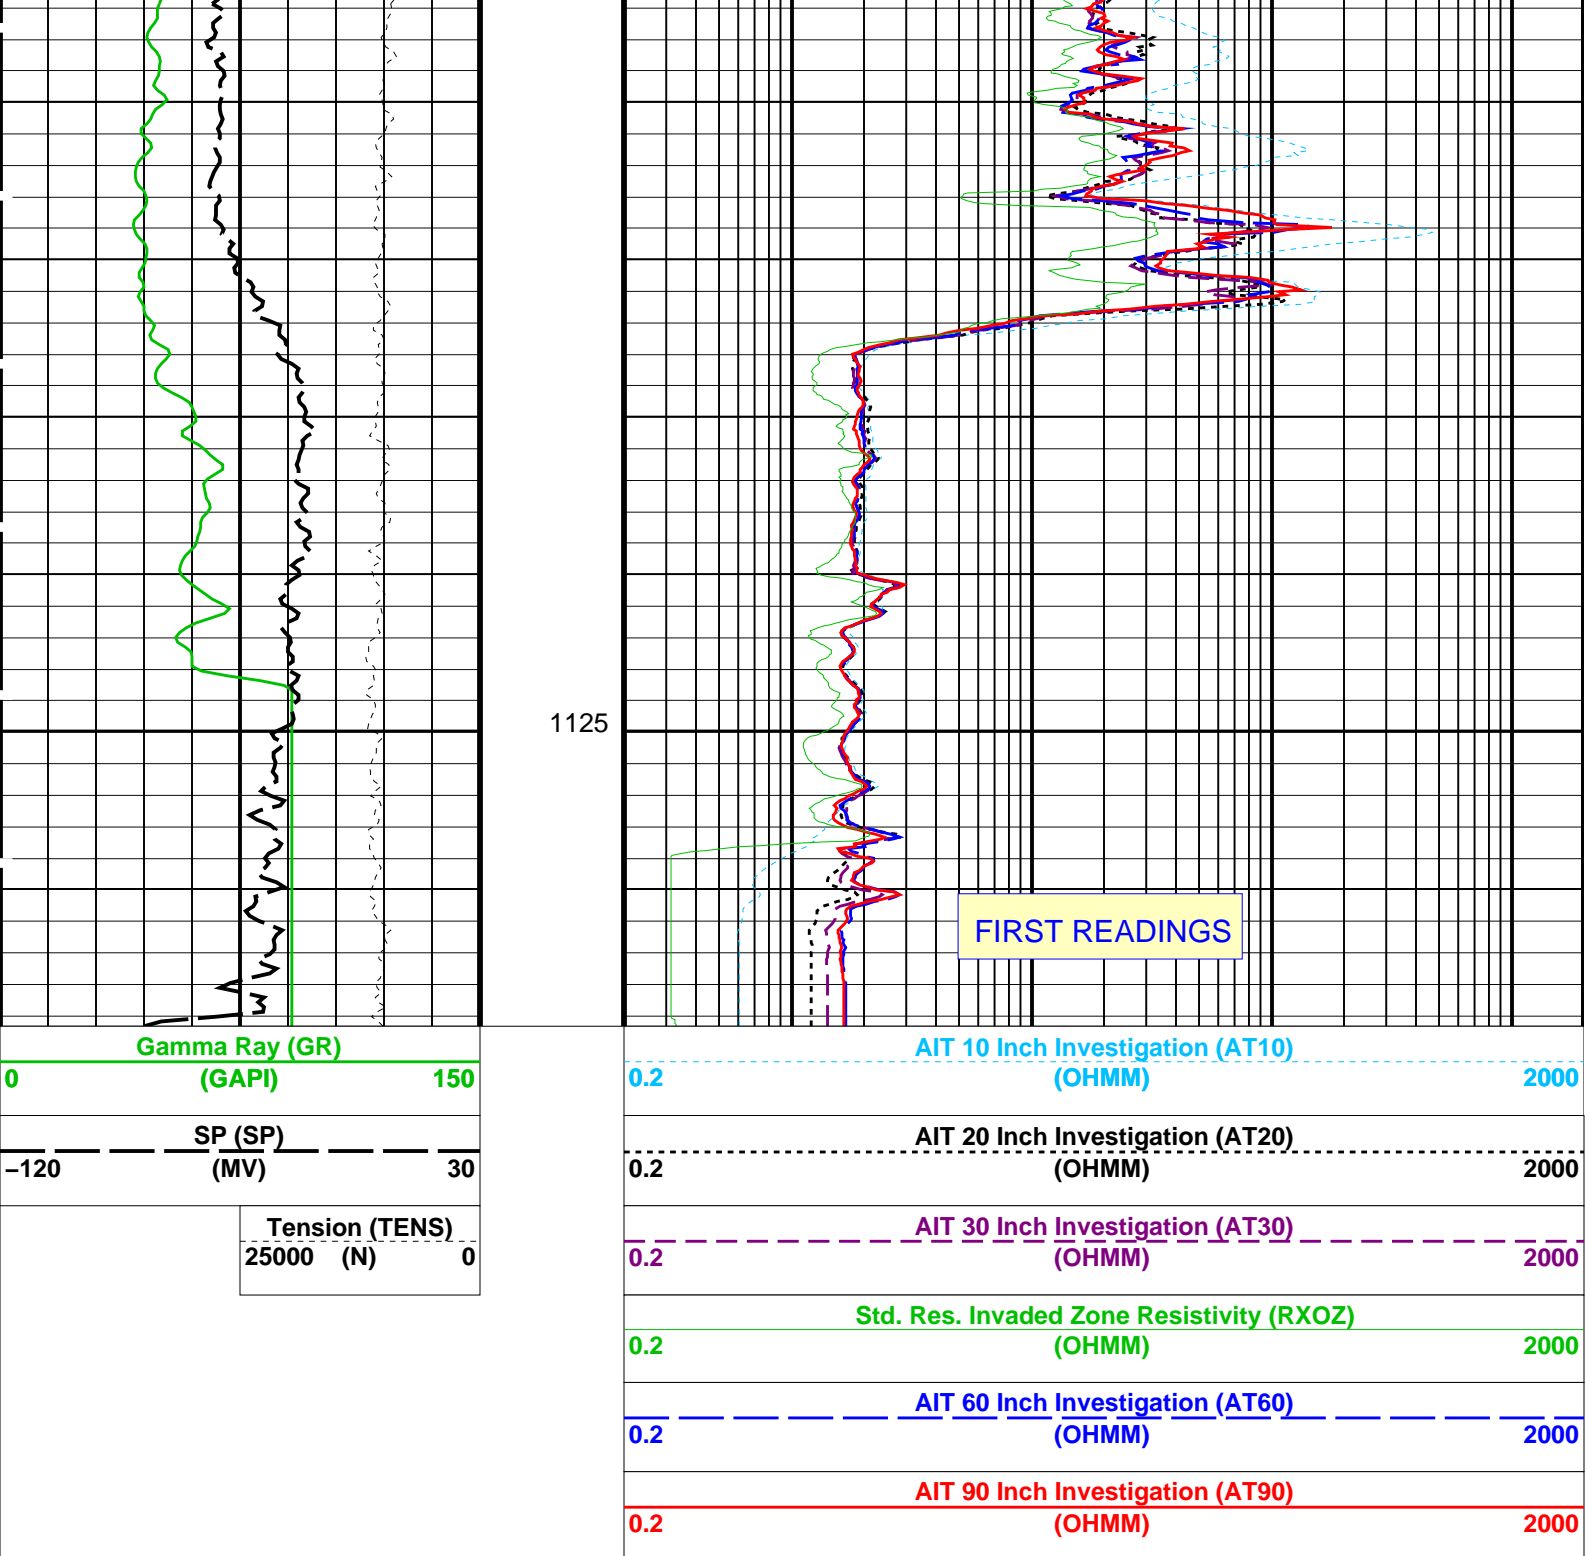 1125
FIRST READINGS
Gamma Ray (GR)
0 (GAPI) 150
SP (SP)
−120 (MV) 30
Tension (TENS)
25000 (N) 0
AIT 10 Inch Investigation (AT10)
0.2 (OHMM) 2000
AIT 20 Inch Investigation (AT20)
0.2 (OHMM) 2000
AIT 30 Inch Investigation (AT30)
0.2 (OHMM) 2000
Std. Res. Invaded Zone Resistivity (RXOZ)
0.2 (OHMM) 2000
AIT 60 Inch Investigation (AT60)
0.2 (OHMM) 2000
AIT 90 Inch Investigation (AT90)
0.2 (OHMM) 2000